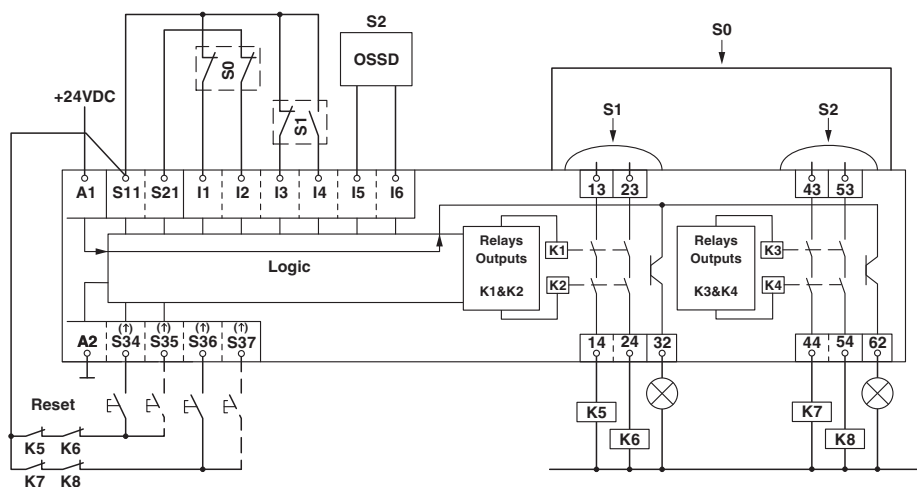 S2
OSSD
S0
S1
+24VDC
S0
S1
S2
A1
S11
S21
I1
I2
I3
I4
I5
I6
13
23
43
53
Logic
Relays
Outputs
K1&K2
K1
K2
Relays
Outputs
K3&K4
K3
K4
A2
(↑)
S34
(↑)
S35
(↑)
S36
(↑)
S37
14
24
32
44
54
62
Reset
K5
K6
K7
K8
K5
K6
K7
K8